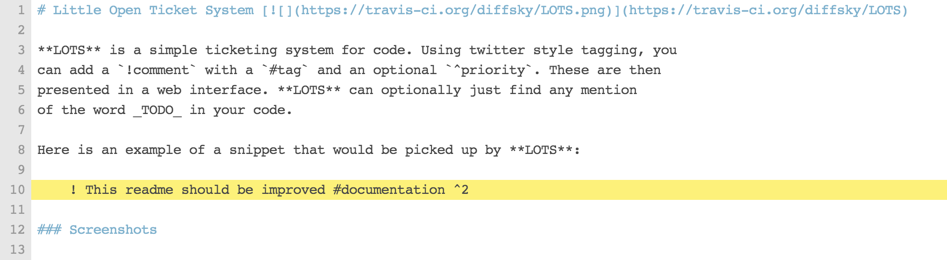 1 # Little Open Ticket System [![](https://travis-ci.org/diffsky/LOTS.png)](https://travis-ci.org/diffsky/LOTS)
2
3 **LOTS** is a simple ticketing system for code. Using twitter style tagging, you
4 can add a `!comment` with a `#tag` and an optional `^priority`. These are then
5 presented in a web interface. **LOTS** can optionally just find any mention
6 of the word _TODO_ in your code.
7
8 Here is an example of a snippet that would be picked up by **LOTS**:
9
10     ! This readme should be improved #documentation ^2
11
12 ### Screenshots
13